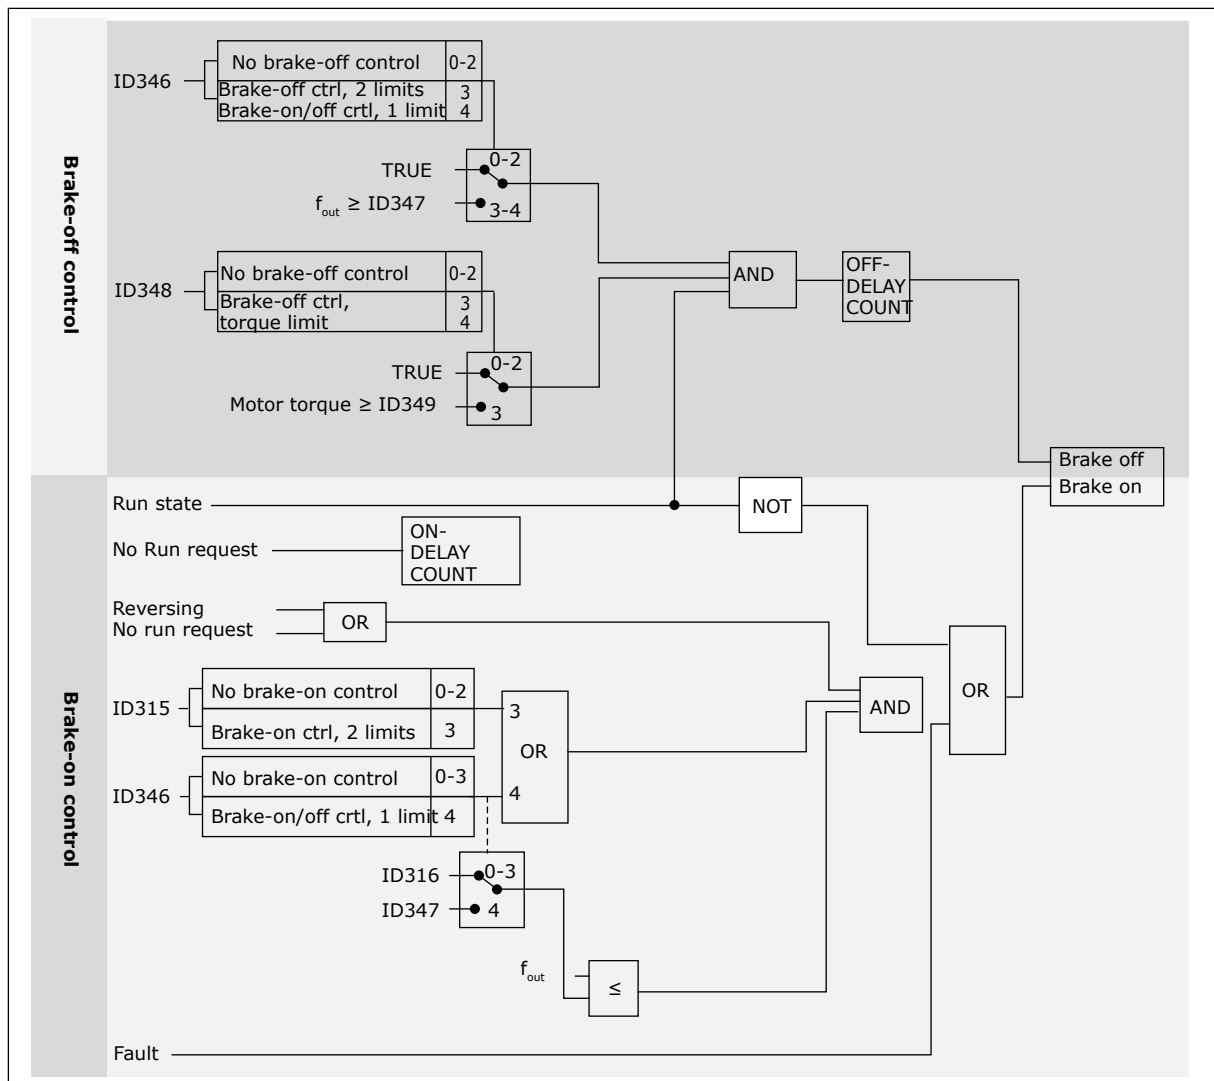 Brake-off control
No brake-off control 0-2
ID346
Brake-off ctrl, 2 limits 3
Brake-on/off crtl, 1 limit 4
0-2
TRUE
fout ≥ ID347
3-4
No brake-off control 0-2
ID348
Brake-off ctrl, 3
torque limit 4
AND
OFF-
DELAY
COUNT
0-2
TRUE
Motor torque ≥ ID349
3
Brake off
Brake on
Brake-on control
Run state
NOT
No Run request
ON-
DELAY
COUNT
Reversing
No run request
OR
No brake-on control 0-2
ID315
Brake-on ctrl, 2 limits 3
3
OR
4
AND
OR
No brake-on control 0-3
ID346
Brake-on/off crtl, 1 limit 4
0-3
ID316
ID347
4
fout
≤
Fault